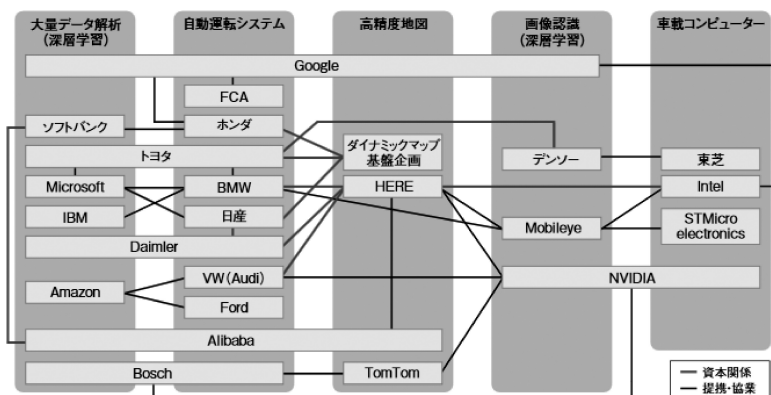 大量データ解析
(深層学習)
自動運転システム
高精度地図
画像認識
(深層学習)
車載コンピューター
Google
FCA
ソフトバンク
ホンダ
トヨタ
ダイナミックマップ
基盤企画
デンソー
東芝
Microsoft
BMW
HERE
Intel
IBM
日産
Mobileye
STMicro
electronics
Daimler
Amazon
VW(Audi)
NVIDIA
Ford
Alibaba
Bosch
TomTom
資本関係
提携・協業